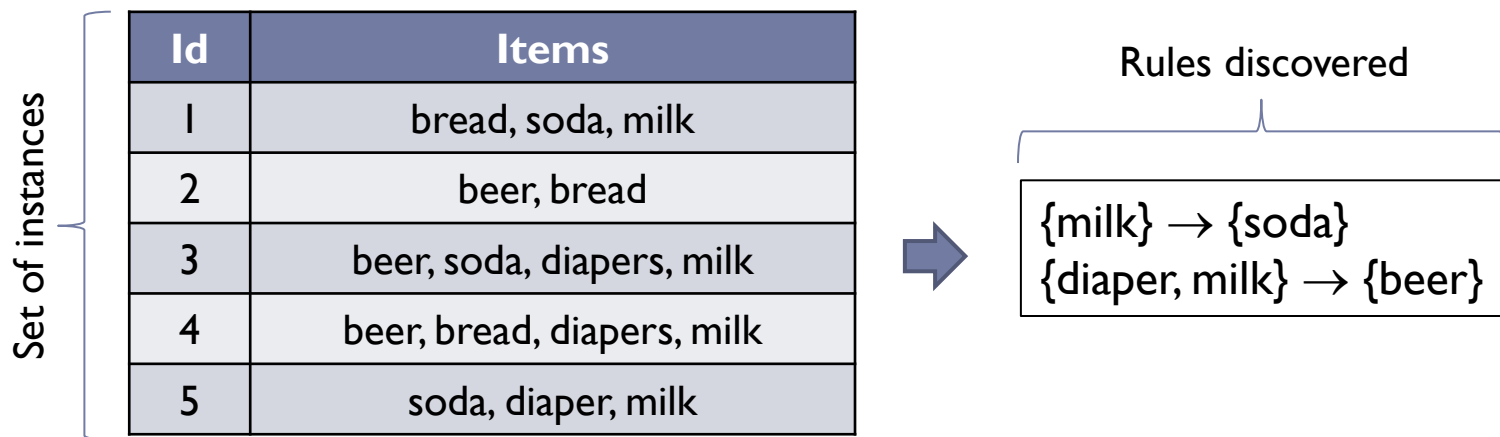 Set of instances
Id Items
1 bread, soda, milk
2 beer, bread
3 beer, soda, diapers, milk
4 beer, bread, diapers, milk
5 soda, diaper, milk
Rules discovered
{milk} → {soda}
{diaper, milk} → {beer}